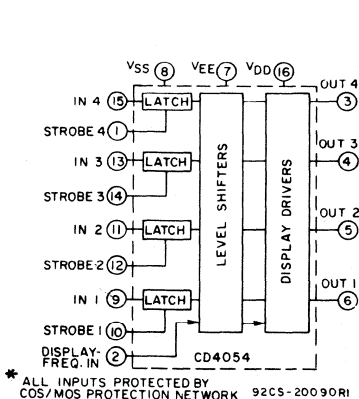 VSS 8 VEE 7 VDD 16
OUT 4
IN 4 15 LATCH 3
STROBE 4 1
OUT 3
IN 3 13 LATCH 4
STROBE 3 14
LEVEL SHIFTERS
DISPLAY DRIVERS
OUT 2
IN 2 11 LATCH 5
STROBE-2 12
OUT 1
IN 1 9 LATCH 6
STROBE 1 10
DISPLAY-
FREQ. IN 2
CD4054
* ALL INPUTS PROTECTED BY
COS/MOS PROTECTION NETWORK 92CS-20090RI